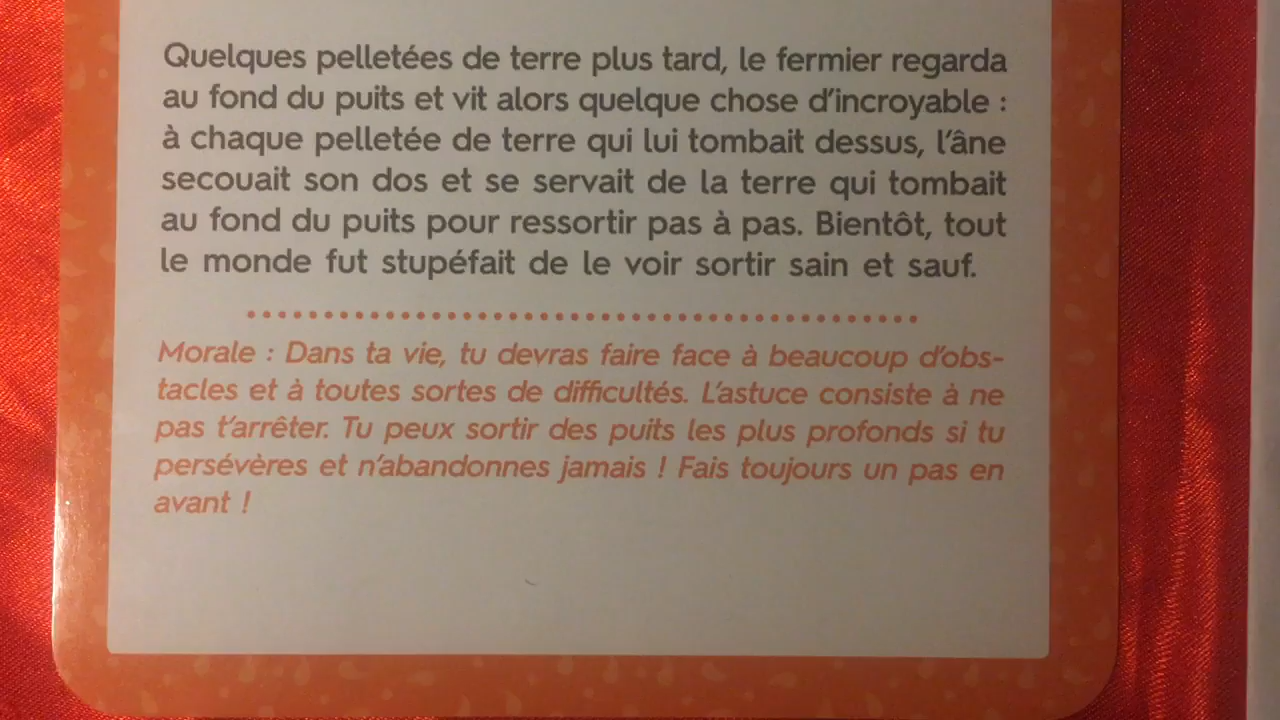 Quelques pelletées de terre plus tard, le fermier regarda
au fond du puits et vit alors quelque chose d'incroyable :
à chaque pelletée de terre qui lui tombait dessus, l'âne
secouait son dos et se servait de la terre qui tombait
au fond du puits pour ressortir pas à pas. Bientôt, tout
le monde fut stupéfait de le voir sortir sain et sauf.
Morale : Dans ta vie, tu devras faire face à beaucoup d'obs-
tacles et à toutes sortes de difficultés. L'astuce consiste à ne
pas t'arrêter. Tu peux sortir des puits les plus profonds si tu
persévères et n'abandonnes jamais ! Fais toujours un pas en
avant !